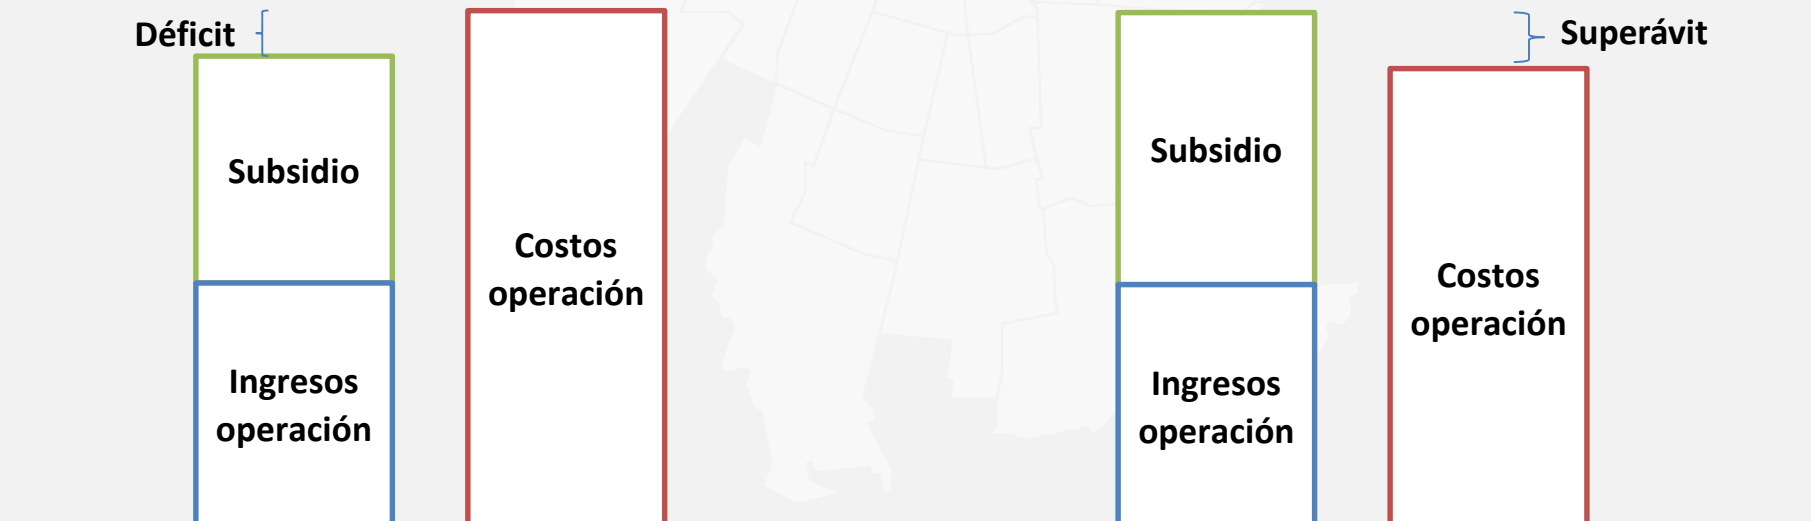 Déficit
Subsidio
Ingresos
operación
Costos
operación
Subsidio
Ingresos
operación
Superávit
Costos
operación